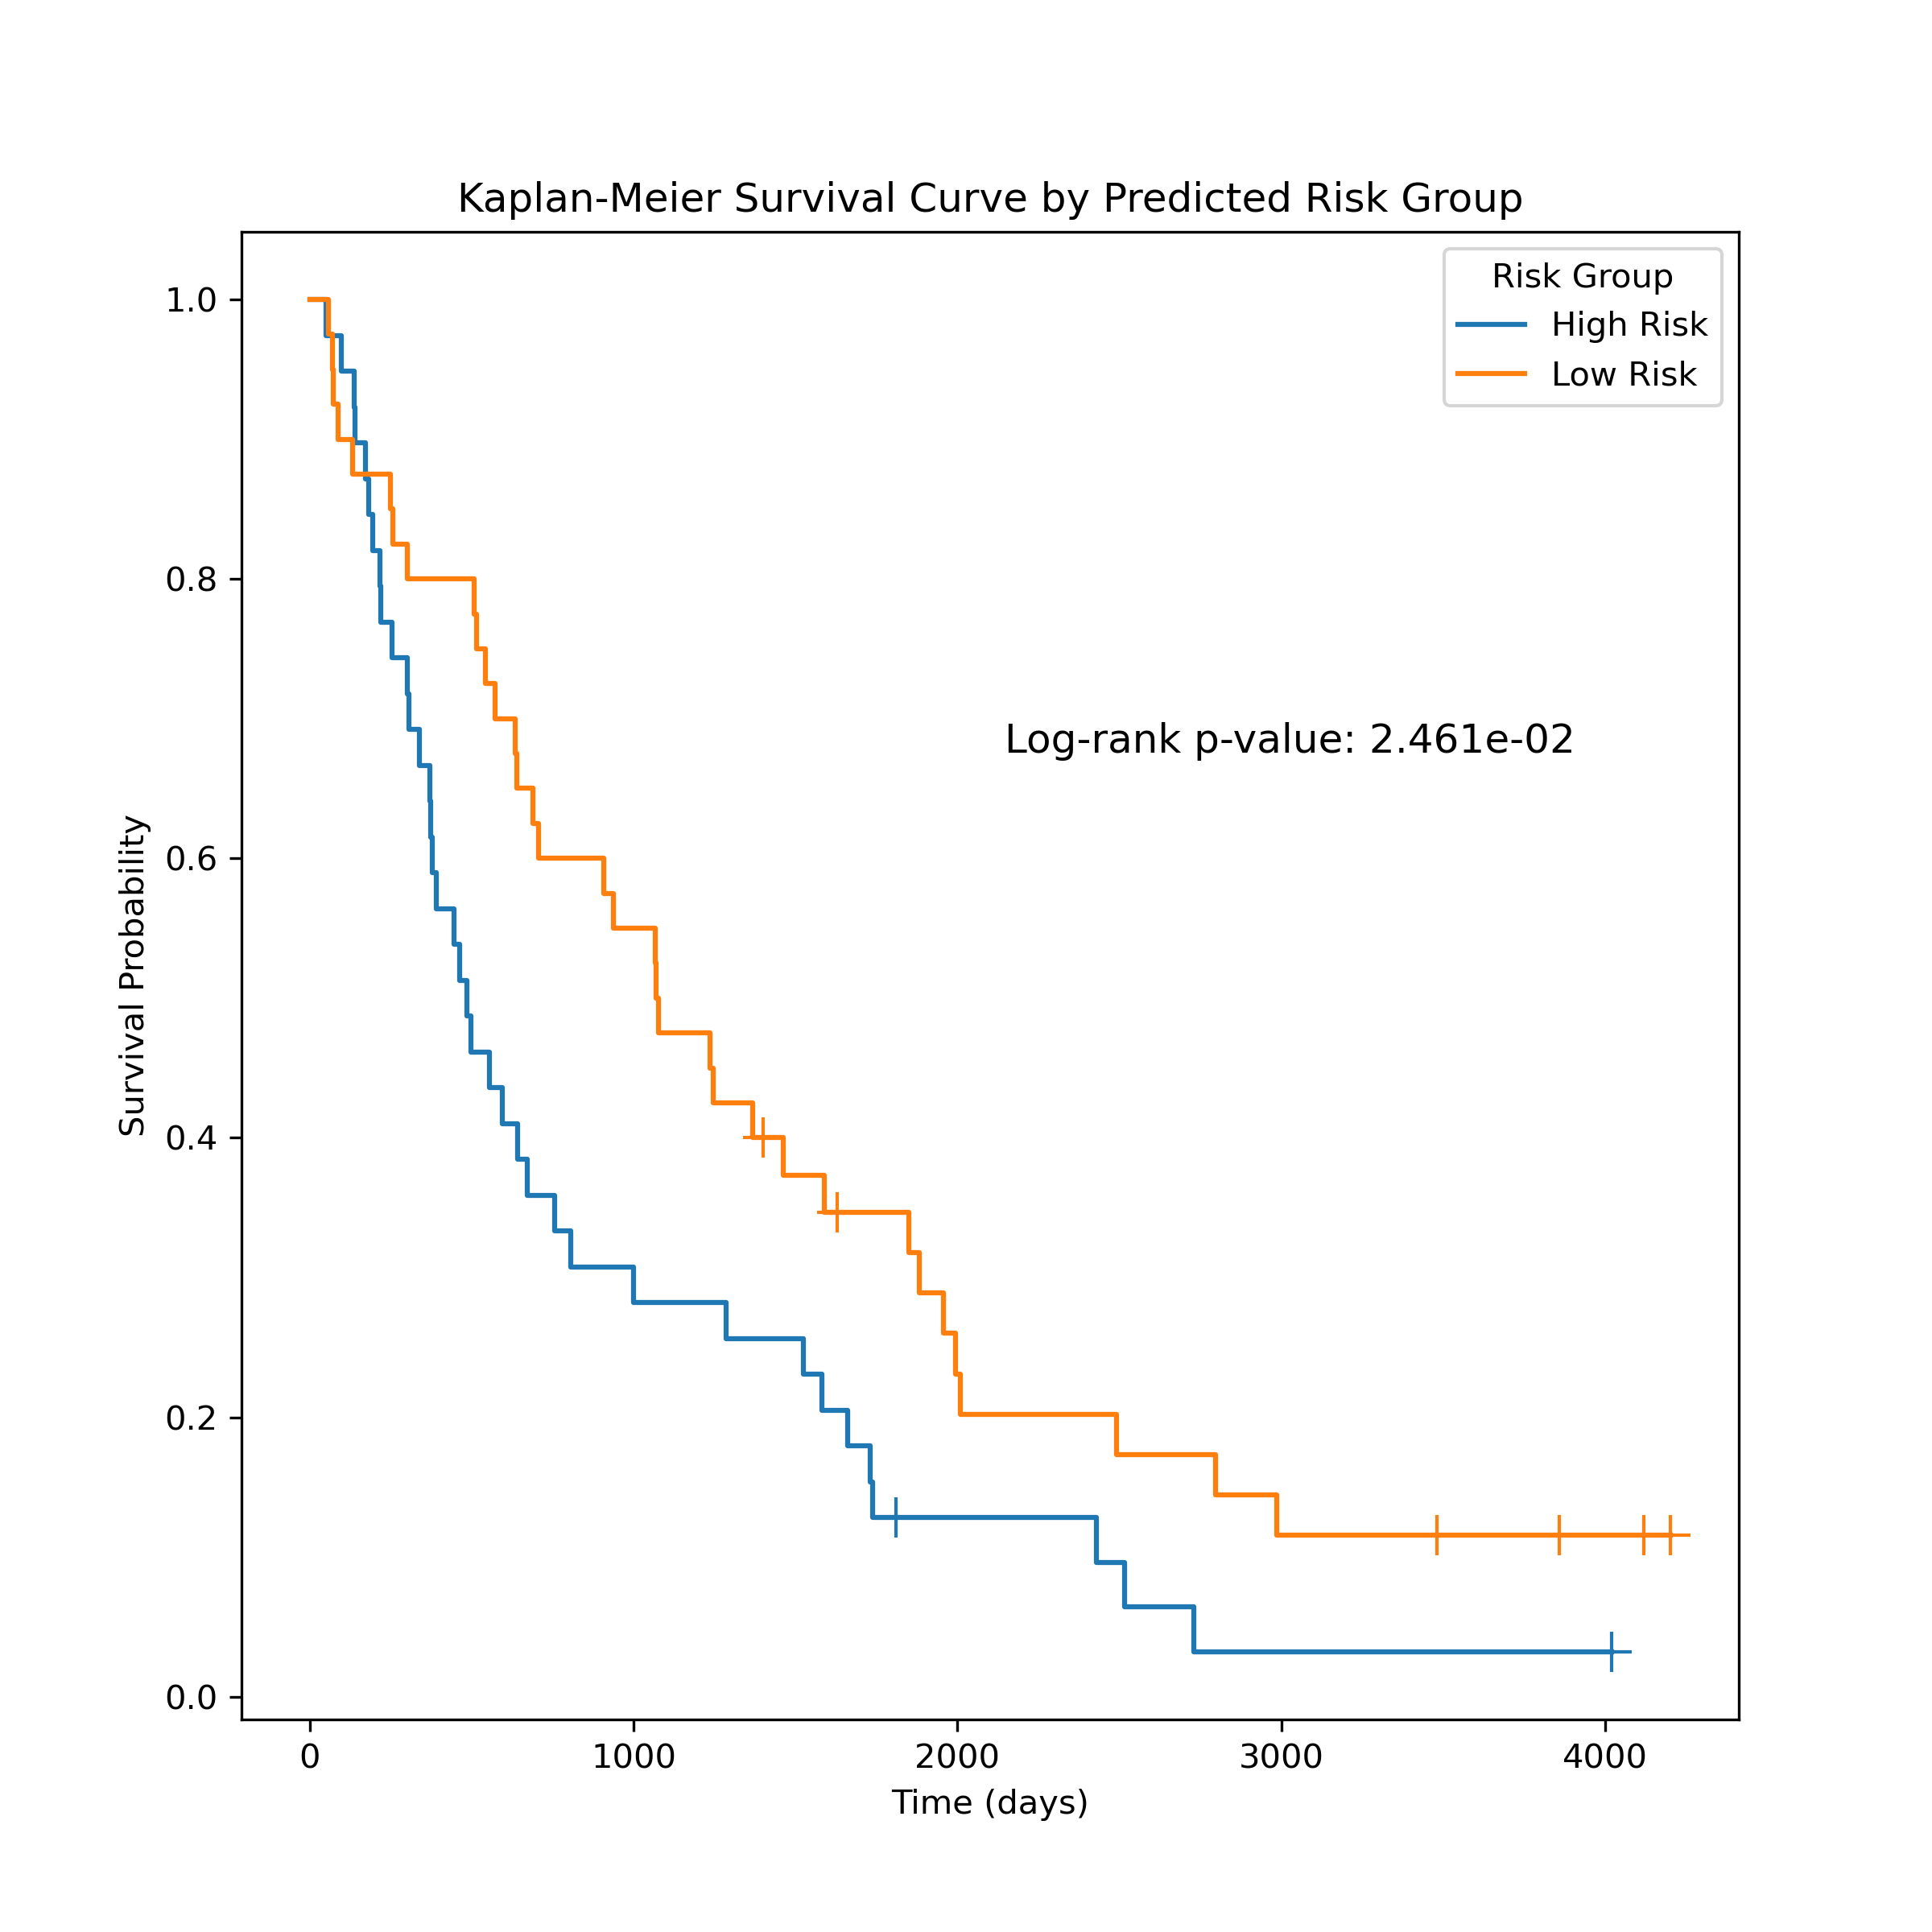 Kaplan-Meier Survival Curve by Predicted Risk Group
Risk Group
High Risk
Low Risk
Log-rank p-value: 2.461e-02
Survival Probability
1.0
0.8
0.6
0.4
0.2
0.0
0 1000 2000 3000 4000
Time (days)